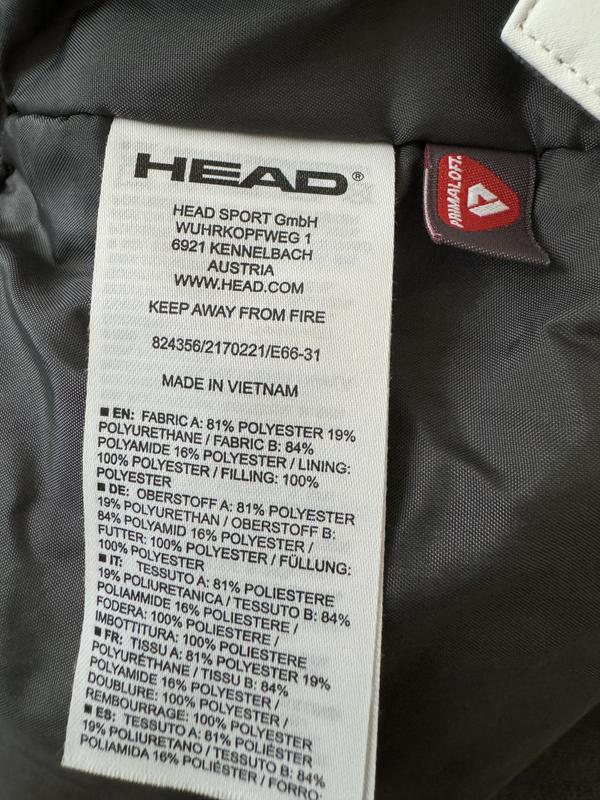 HEAD®
HEAD SPORT GmbH
WUHRKOPFWEG 1
6921 KENNELBACH
AUSTRIA
WWW.HEAD.COM
KEEP AWAY FROM FIRE
824356/2170221/E66-31
MADE IN VIETNAM
■ EN: FABRIC A: 81% POLYESTER 19%
POLYURETHANE / FABRIC B: 84%
POLYAMIDE 16% POLYESTER / LINING:
100% POLYESTER / FILLING: 100%
POLYESTER
■ DE: OBERSTOFF A: 81% POLYESTER
19% POLYURETHAN / OBERSTOFF B:
84% POLYAMID 16% POLYESTER /
FUTTER: 100% POLYESTER / FÜLLUNG:
100% POLYESTER
■ IT: TESSUTO A: 81% POLIESTERE
19% POLIURETANICA / TESSUTO B: 84%
POLIAMMIDE 16% POLIESTERE /
FODERA: 100% POLIESTERE /
IMBOTTITURA: 100% POLIESTERE
■ FR: TISSU A: 81% POLYESTER 19%
POLYURÉTHANE / TISSU B: 84%
POLYAMIDE 16% POLYESTER /
DOUBLURE: 100% POLYESTER /
REMBOURRAGE: 100% POLYESTER
■ ES: TESSUTO A: 81% POLIÉSTER
19% POLIURETANO / TESSUTO B: 84%
POLIAMIDA 16% POLIÉSTER / FORRO:
PRIMALOFT.